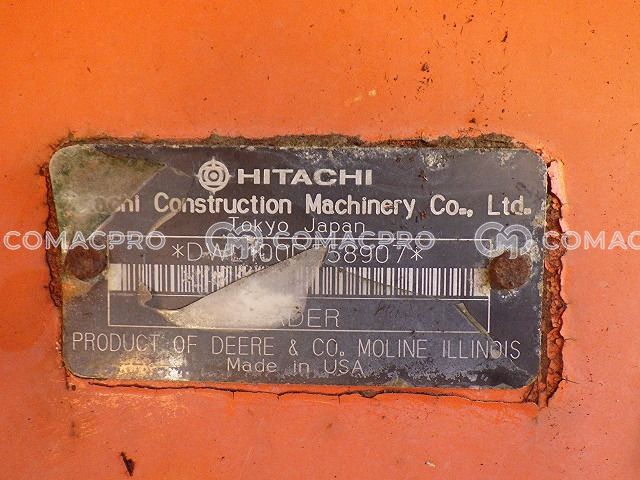 HITACHI
Construction Machinery Co., Ltd.
Tokyo Japan
58907*
PRODUCT OF DEERE & CO. MOLINE ILLINOIS
Made in USA
COMACPRO COMACPRO COMACPRO